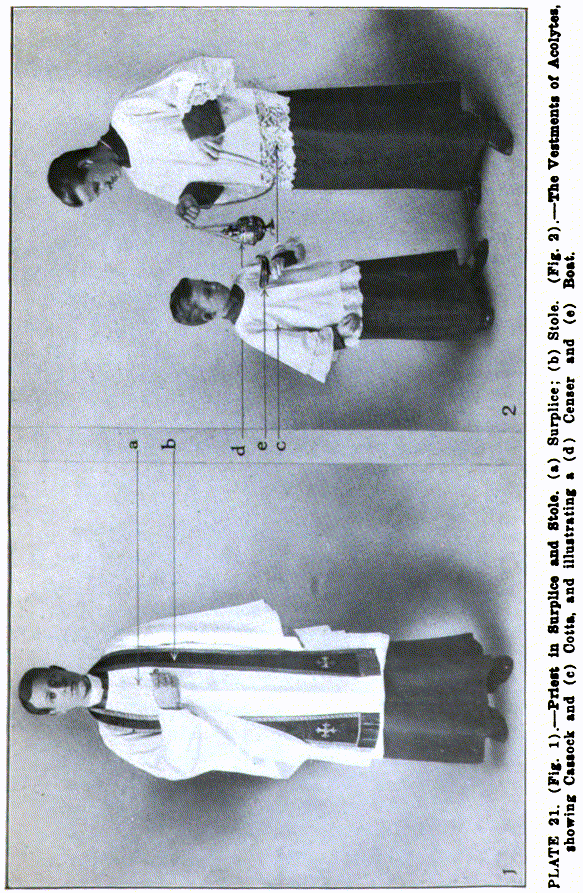 a
b
d
e
c
1
2
PLATE 21. (Fig. 1).—Priest in Surplice and Stole. (a) Surplice; (b) Stole. (Fig. 2).—The Vestments of Acolytes,
showing Cassock and (c) Cotta, and illustrating a (d) Censer and (e) Boat.